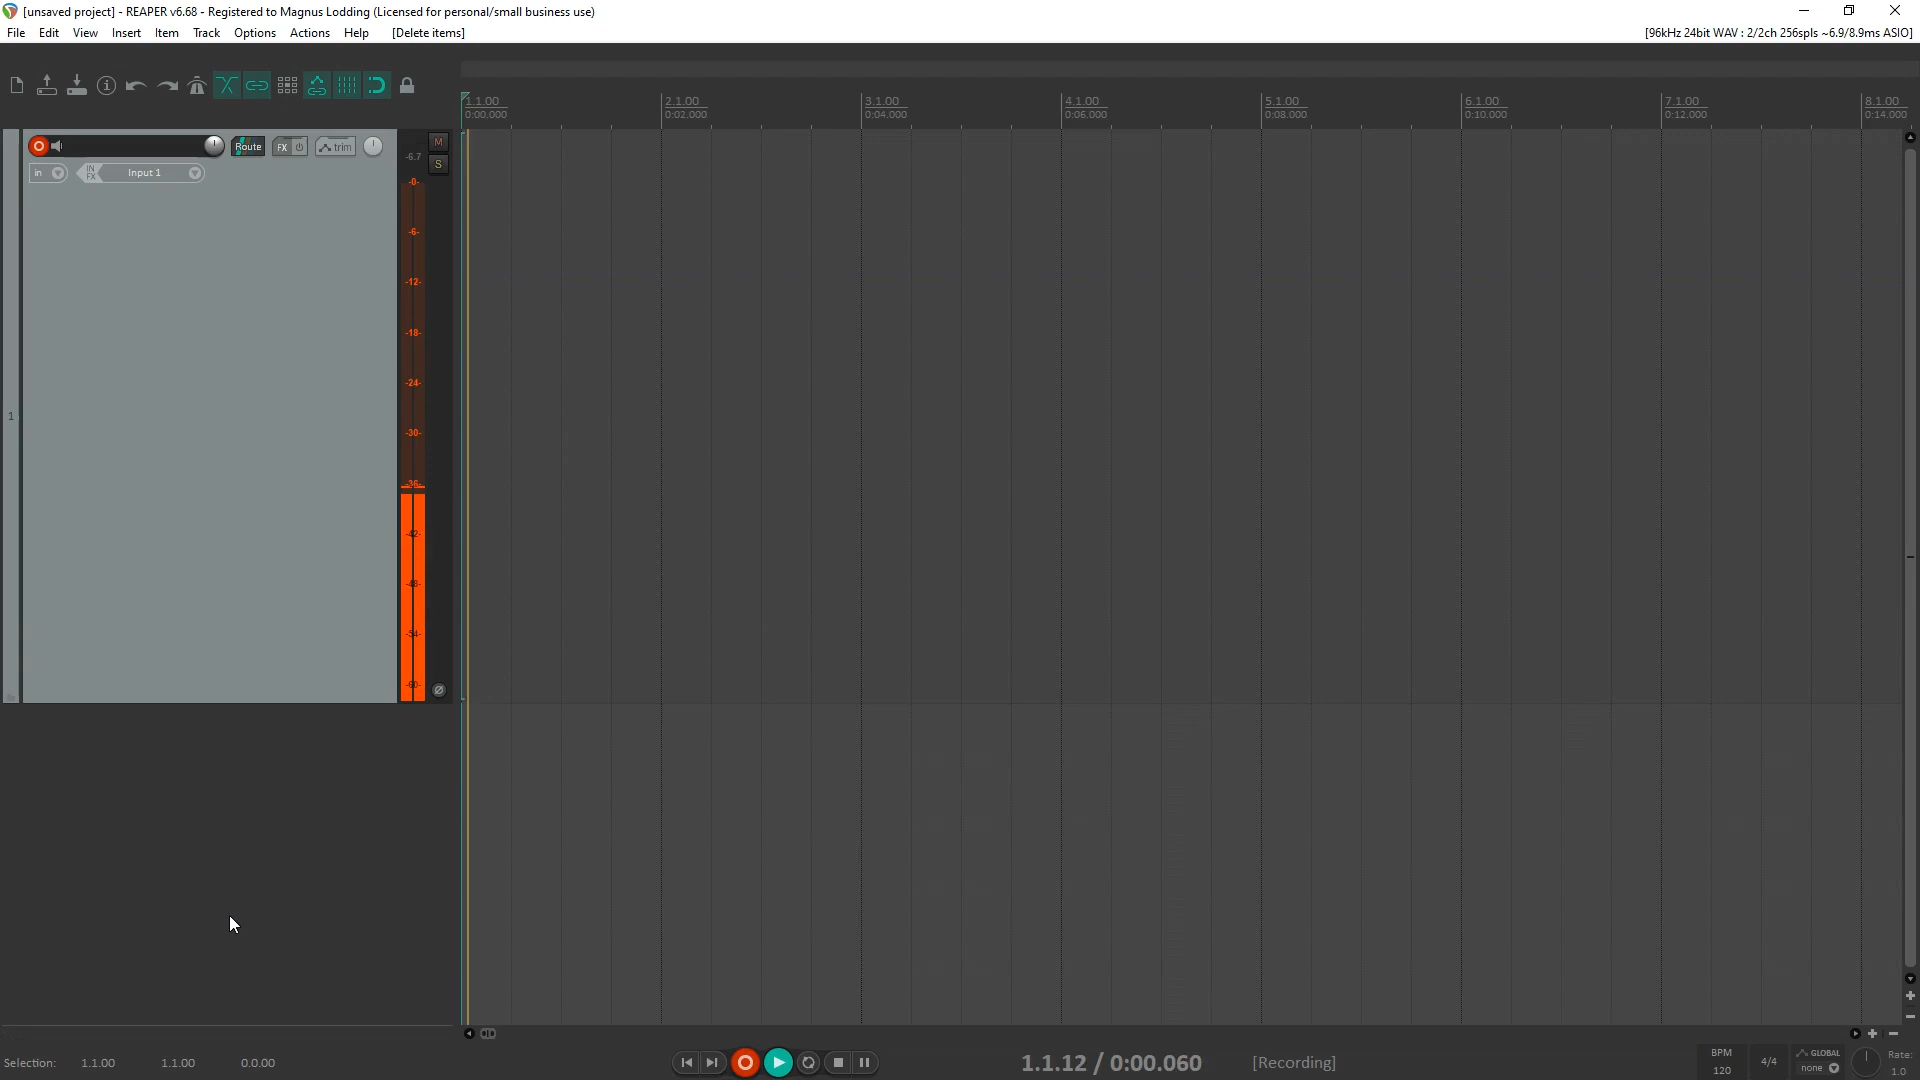 [unsaved project] - REAPER v6.68 - Registered to Magnus Lodding (Licensed for personal/small business use)
File Edit View Insert Item Track Options Actions Help [Delete items]
[96kHz 24bit WAV : 2/2ch 256spls ~6.9/8.9ms ASIO]
1.1.00 2.1.00 3.1.00 4.1.00 5.1.00 6.1.00 7.1.00 8.1.00
0:00.000 0:02.000 0:04.000 0:06.000 0:08.000 0:10.000 0:12.000 0:14.000
Route FX trim
-6.7 M
S
in IN FX Input 1
-0-
-6-
-12-
-18-
-24-
-30-
-36-
1
-42-
-48-
-54-
-60-
Selection: 1.1.00 1.1.00 0.0.00
1.1.12 / 0:00.060 [Recording]
BPM
120
4/4
GLOBAL
none
Rate:
1.0